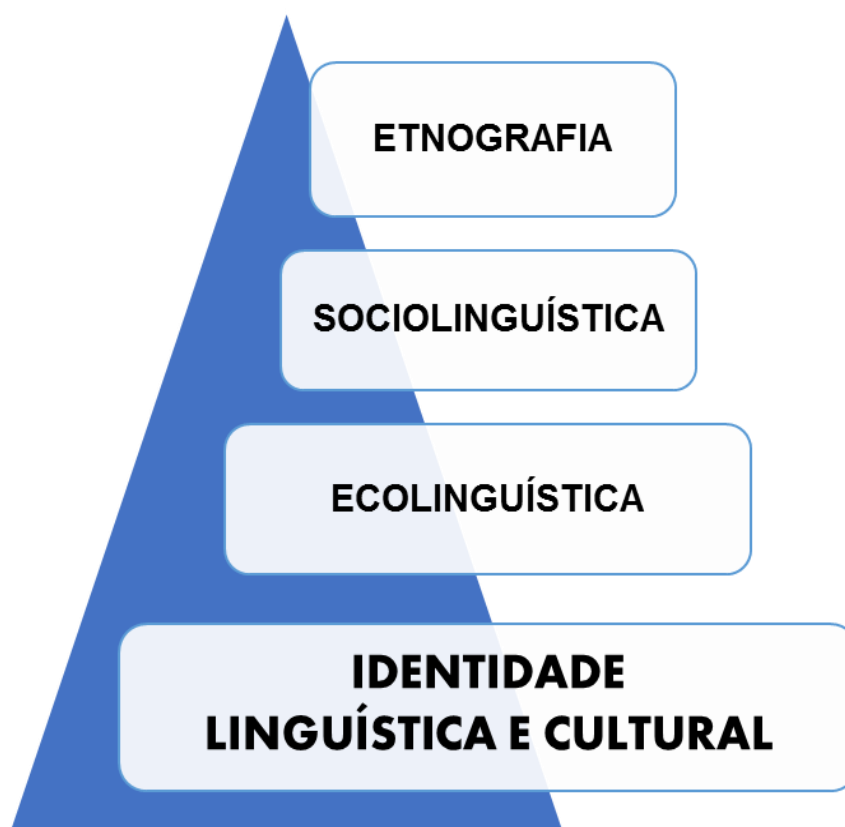 ETNOGRAFIA
SOCIOLINGUÍSTICA
ECOLINGUÍSTICA
IDENTIDADE
LINGUÍSTICA E CULTURAL